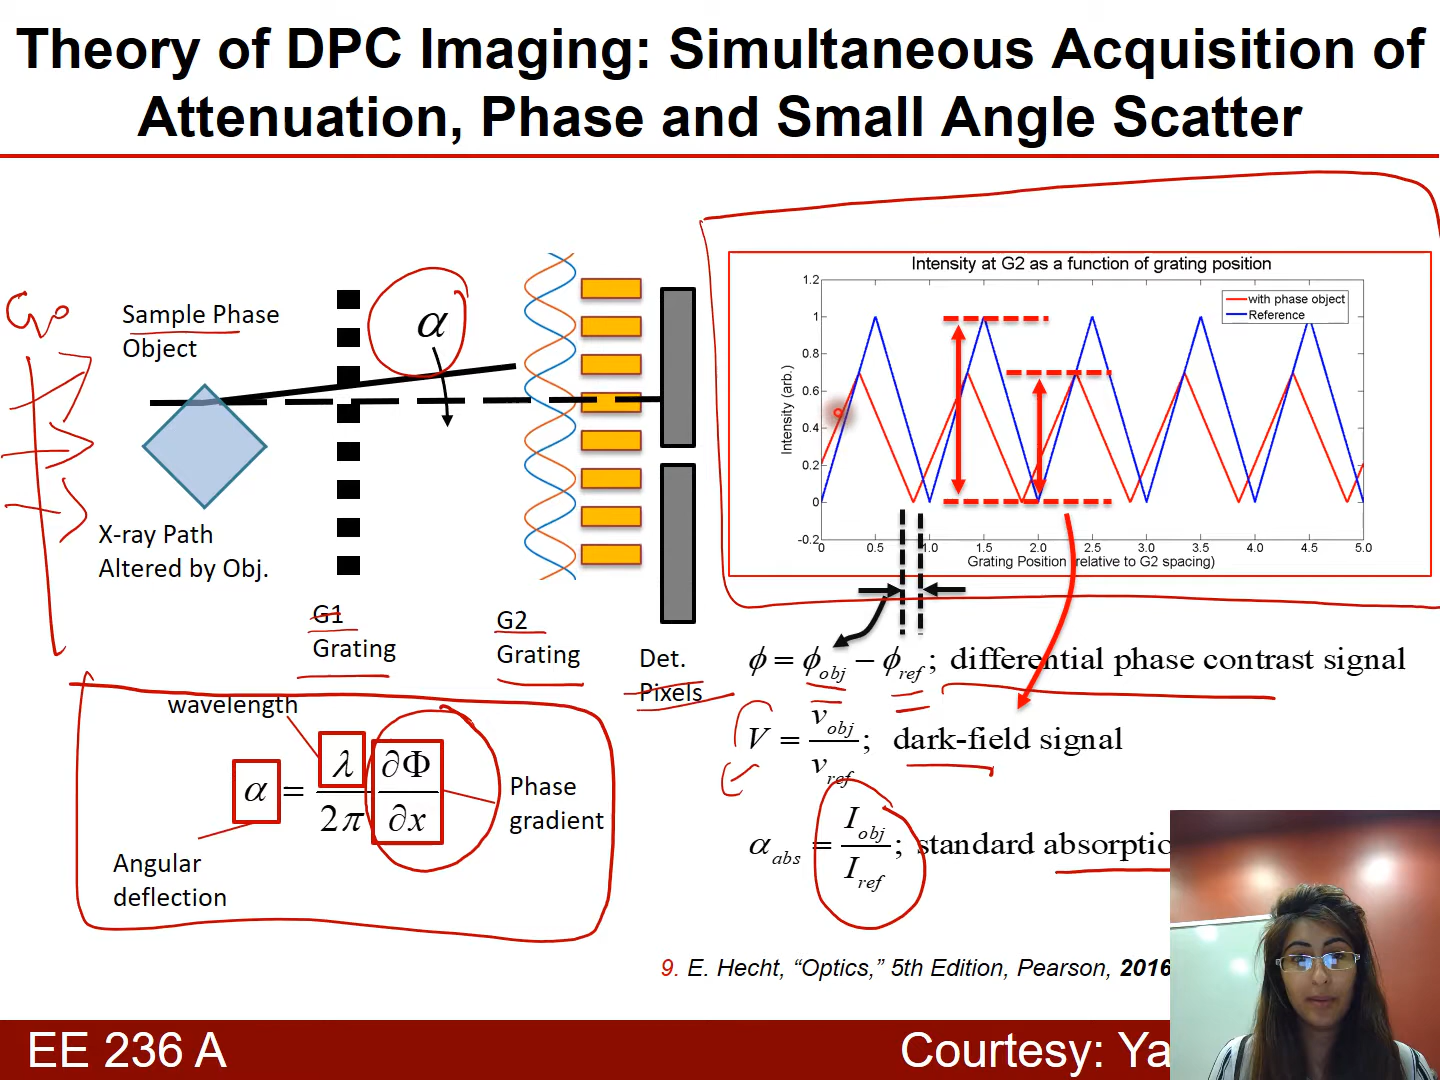 Theory of DPC Imaging: Simultaneous Acquisition of
Attenuation, Phase and Small Angle Scatter
G0
Sample Phase
Object
α
X-ray Path
Altered by Obj.
G1
Grating
G2
Grating
Det.
Pixels
Intensity at G2 as a function of grating position
with phase object
Reference
Intensity (arb.)
1.2
1
0.8
0.6
0.4
0.2
0
-0.2
0 0.5 1.0 1.5 2.0 2.5 3.0 3.5 4.0 4.5 5.0
Grating Position (relative to G2 spacing)
ϕ = ϕobj − ϕref ; differential phase contrast signal
V = vobj / vref ; dark-field signal
αabs = Iobj / Iref ; standard absorptio
wavelength
α = λ / 2π ∂Φ / ∂x
Phase
gradient
Angular
deflection
9. E. Hecht, “Optics,” 5th Edition, Pearson, 2016
EE 236 A
Courtesy: Ya